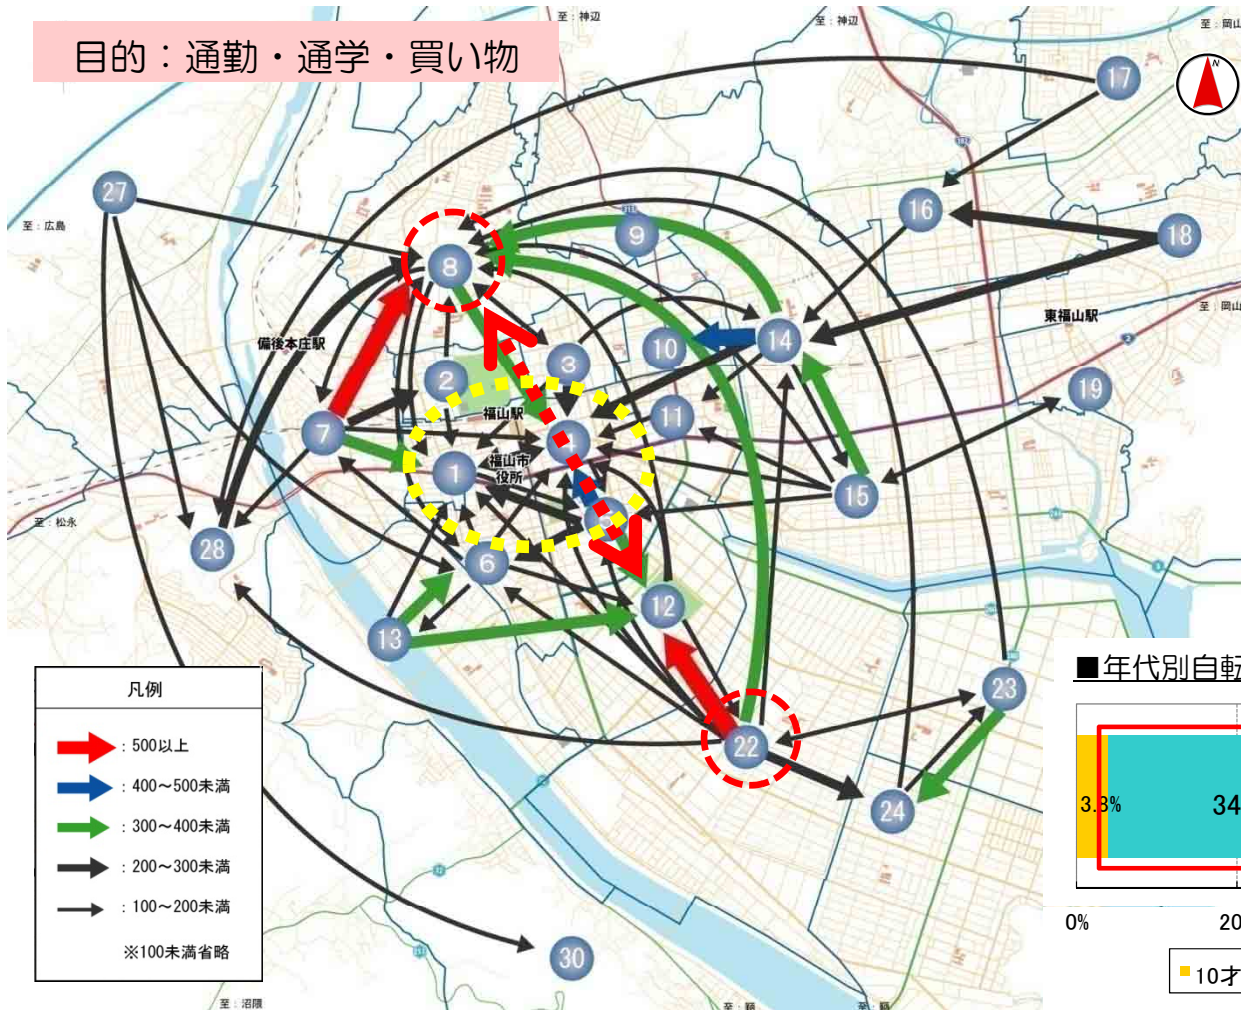 目的：通勤・通学・買い物
至：神辺
至：神辺
至：岡山
17
27
16
18
至：広島
9
8
至：岡山
東福山駅
備後本庄駅
14
10
3
2
19
福山駅
11
7
福山市
役所
1
15
至：松永
28
6
12
13
凡例
：500以上
：400～500未満
：300～400未満
：200～300未満
：100～200未満
※100未満省略
23
22
24
30
至：沼隈
至：鞆
至：鞆
■年代別自転
3.3%
34
0%
20
10才
N
2